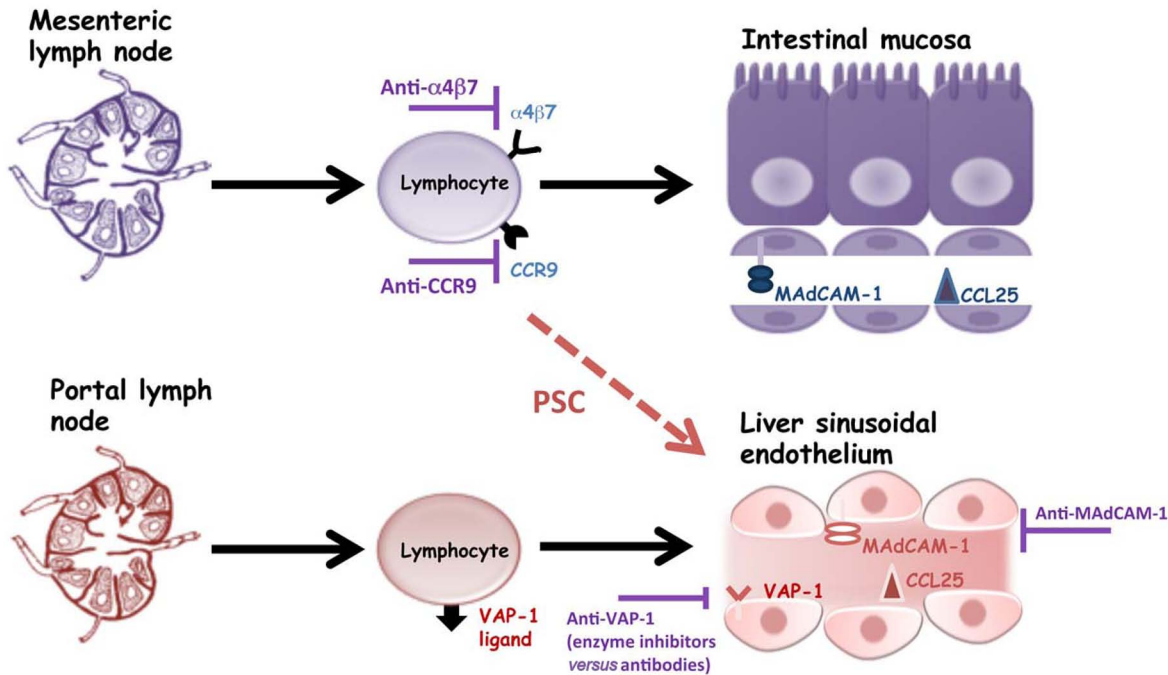 Mesenteric
lymph node
Anti-α4β7
α4β7
Lymphocyte
CCR9
Anti-CCR9
Intestinal mucosa
MAdCAM-1
CCL25
PSC
Portal lymph
node
Lymphocyte
VAP-1
ligand
Anti-VAP-1
(enzyme inhibitors
versus antibodies)
Liver sinusoidal
endothelium
Anti-MAdCAM-1
MAdCAM-1
CCL25
VAP-1